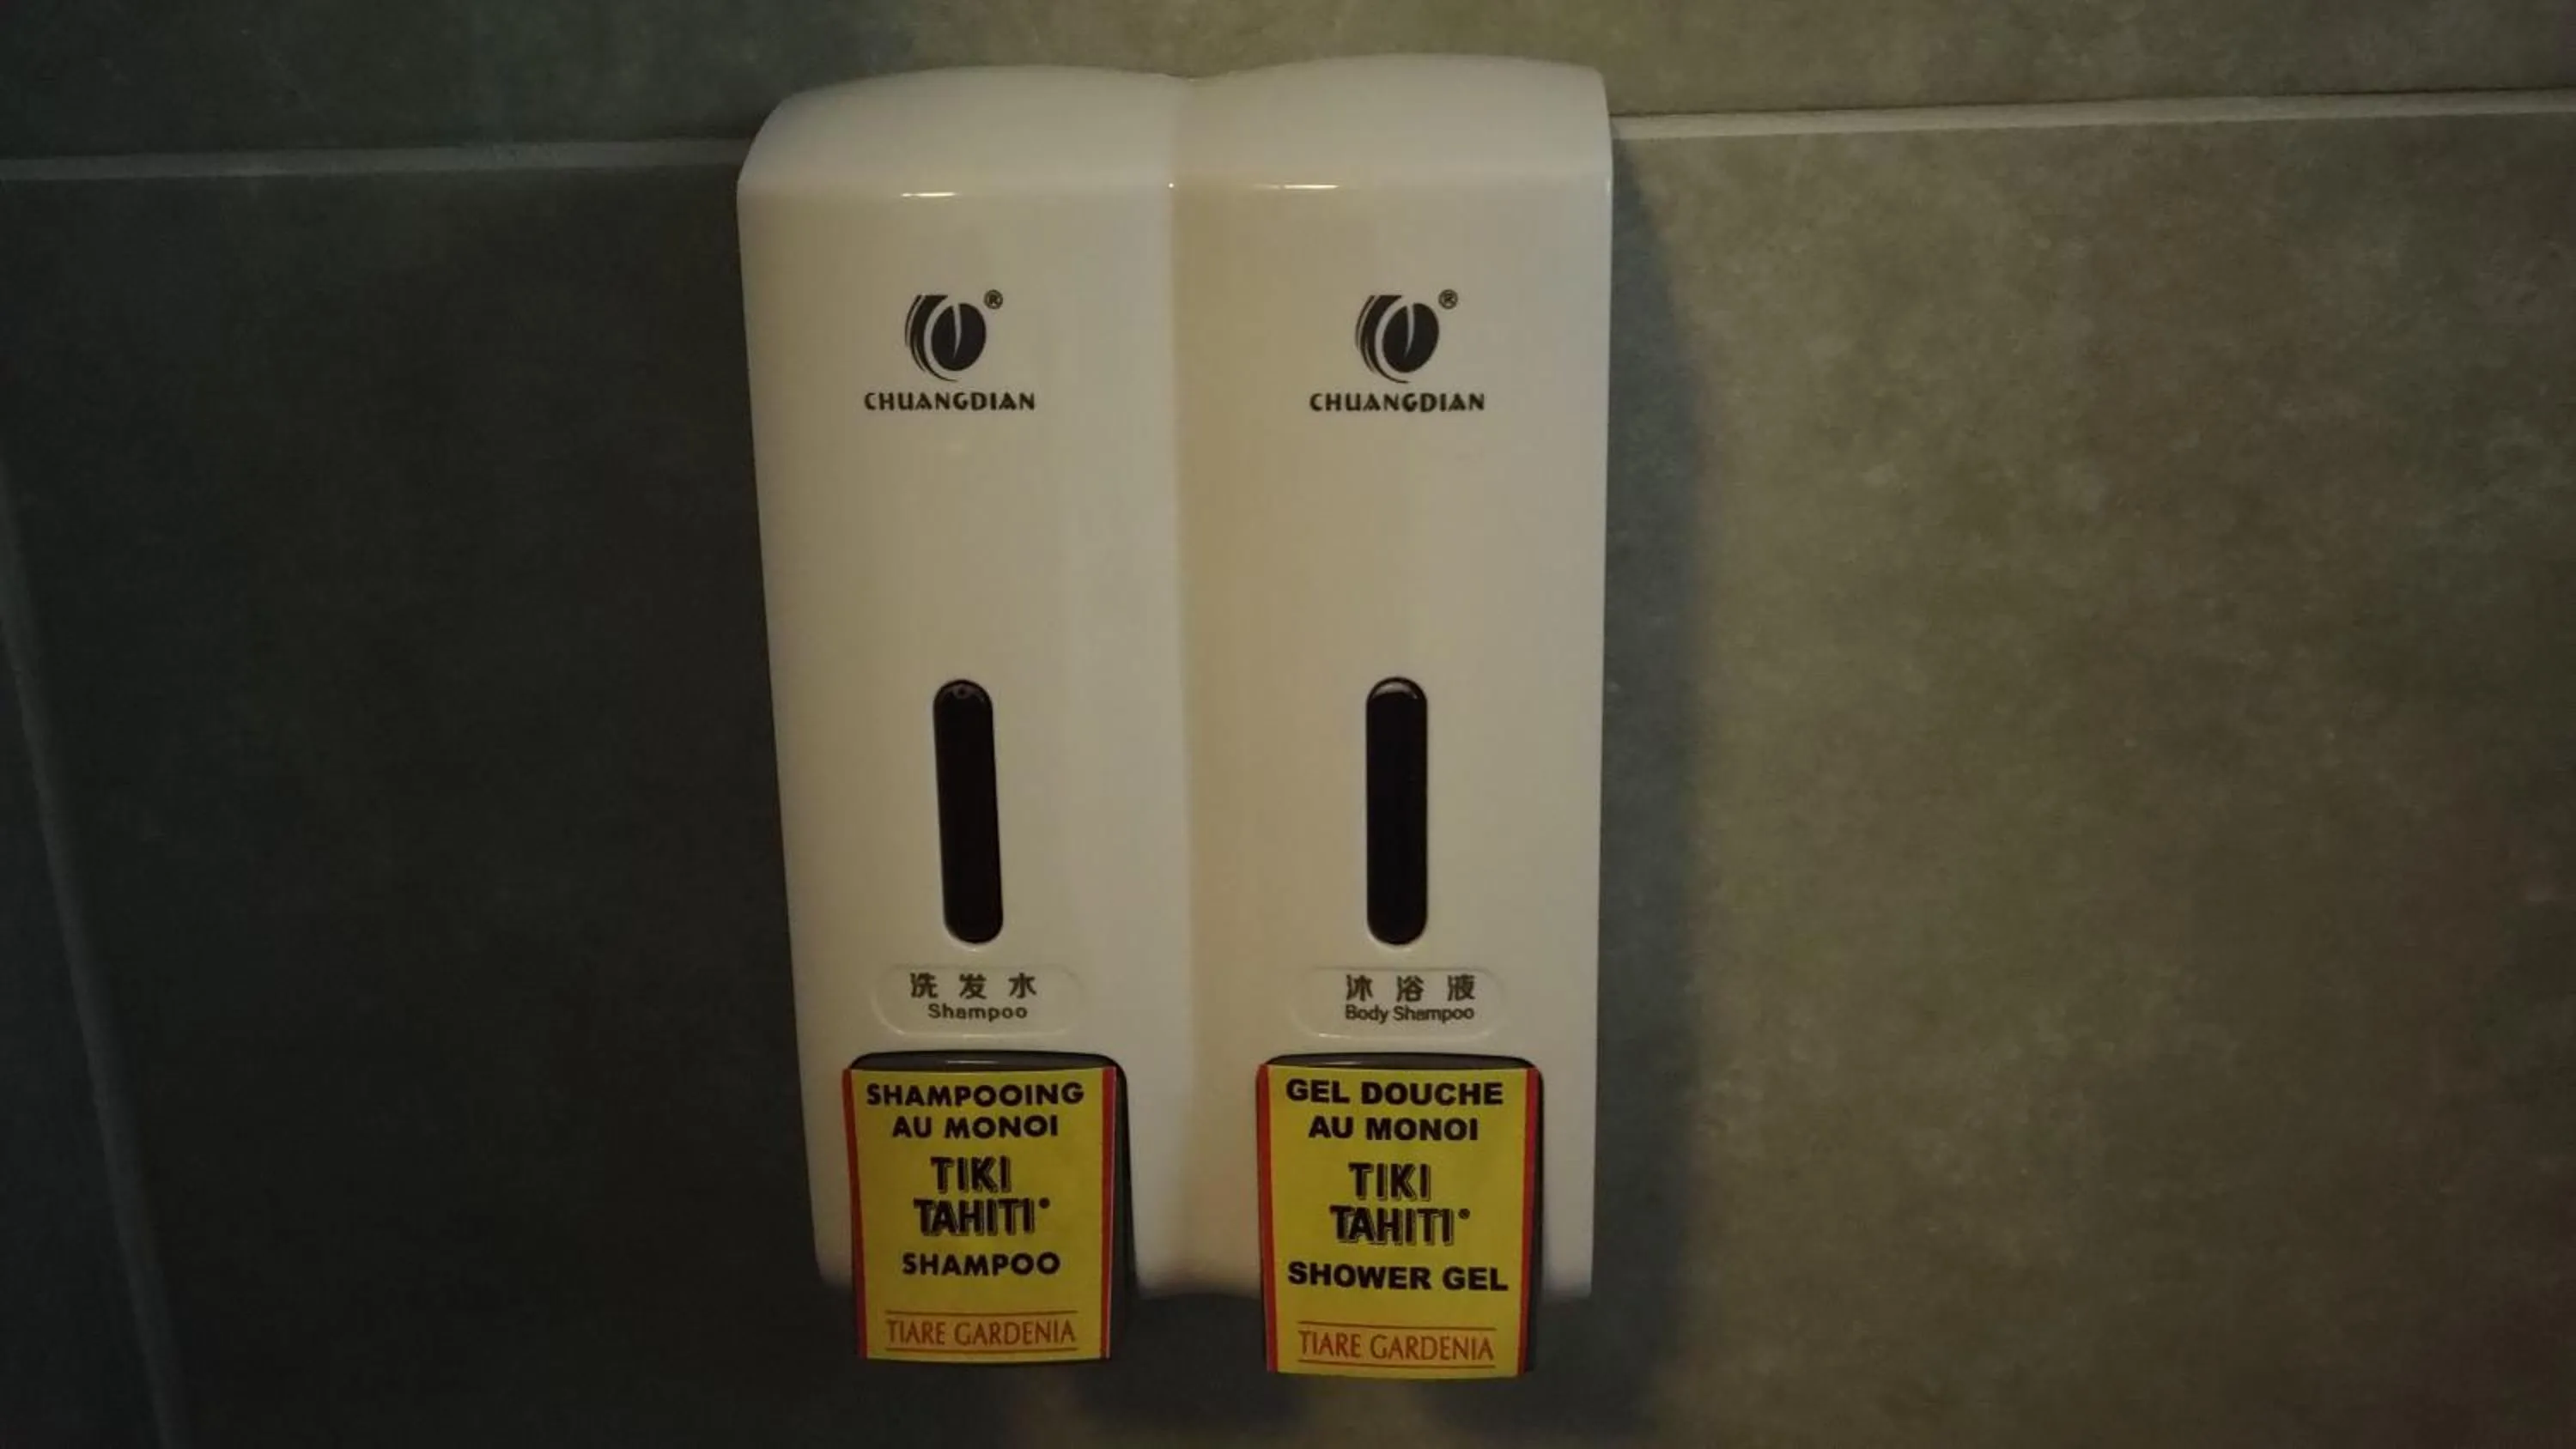 ®
CHUANGDIAN
洗发水
Shampoo
SHAMPOOING
AU MONOI
TIKI
TAHITI®
SHAMPOO
TIARE GARDENIA
®
CHUANGDIAN
沐浴液
Body Shampoo
GEL DOUCHE
AU MONOI
TIKI
TAHITI®
SHOWER GEL
TIARE GARDENIA